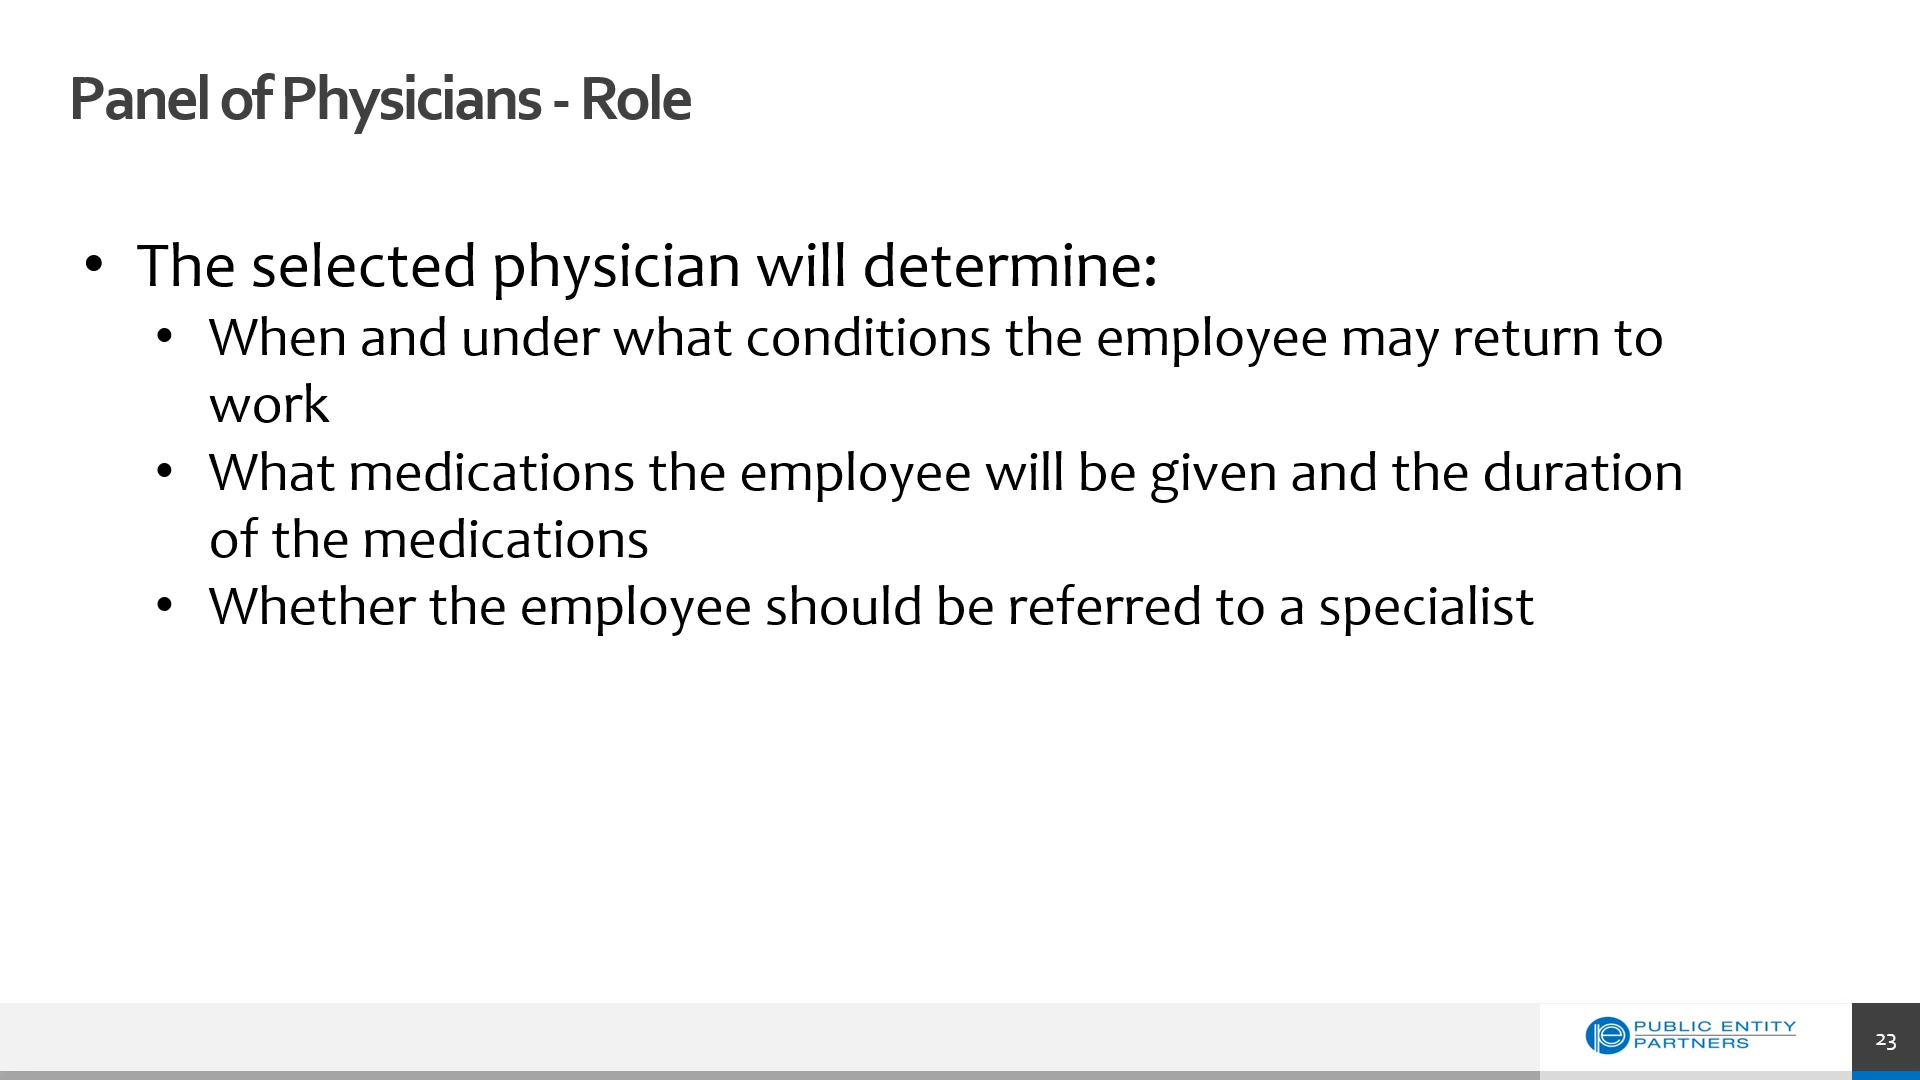 Panel of Physicians - Role
• The selected physician will determine:
• When and under what conditions the employee may return to
work
• What medications the employee will be given and the duration
of the medications
• Whether the employee should be referred to a specialist
pe PUBLIC ENTITY
PARTNERS
23